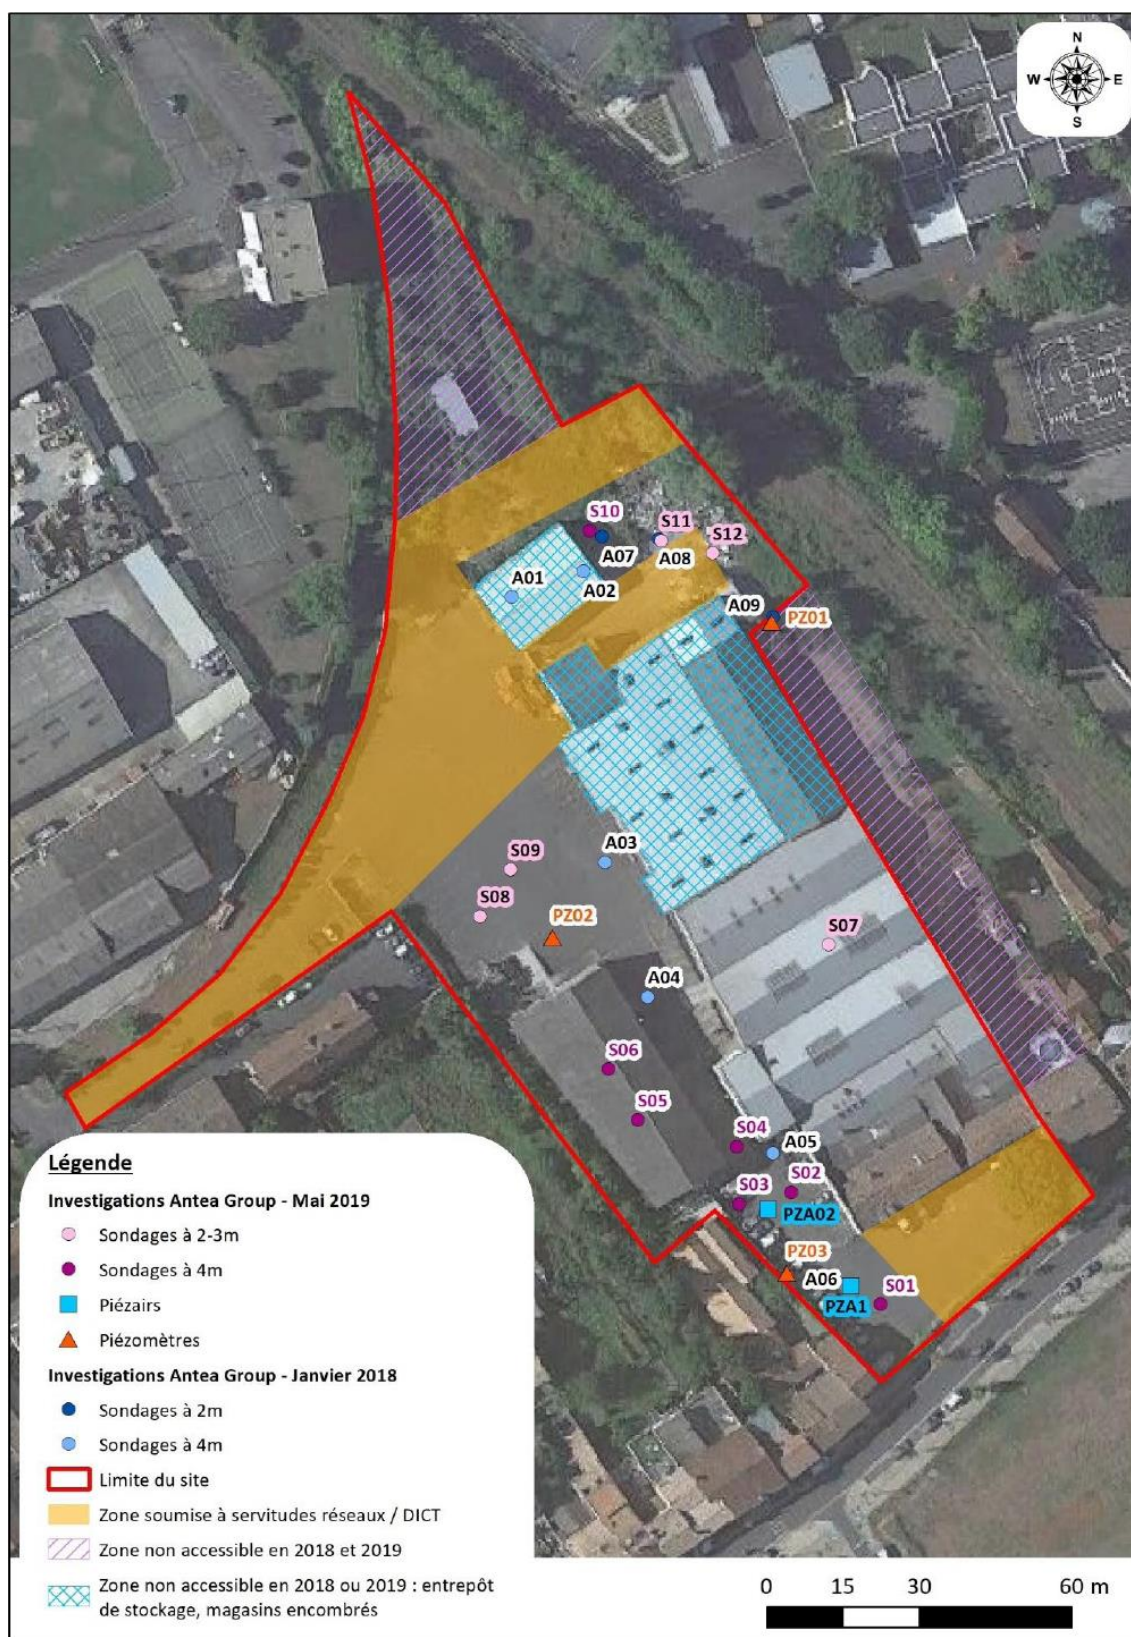 N
W E
S
S10
S11
S12
A07
A08
A01
A02
A09
PZ01
A03
S09
S08
PZ02
S07
A04
S06
S05
S04
A05
S02
S03
PZA02
PZ03
A06
S01
PZA1
Légende
Investigations Antea Group - Mai 2019
Sondages à 2-3m
Sondages à 4m
Piézairs
Piézomètres
Investigations Antea Group - Janvier 2018
Sondages à 2m
Sondages à 4m
Limite du site
Zone soumise à servitudes réseaux / DICT
Zone non accessible en 2018 et 2019
Zone non accessible en 2018 ou 2019 : entrepôt
de stockage, magasins encombrés
0 15 30 60 m